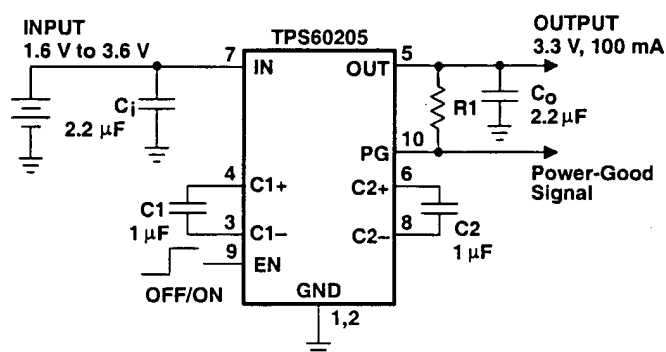 INPUT
1.6 V to 3.6 V
TPS60205
OUTPUT
3.3 V, 100 mA
7
IN
OUT
5
Ci
2.2 µF
R1
Co
2.2 µF
PG
10
Power-Good
Signal
4
C1+
C2+
6
C1
1 µF
3
C1–
C2–
8
C2
1 µF
9
EN
OFF/ON
GND
1,2